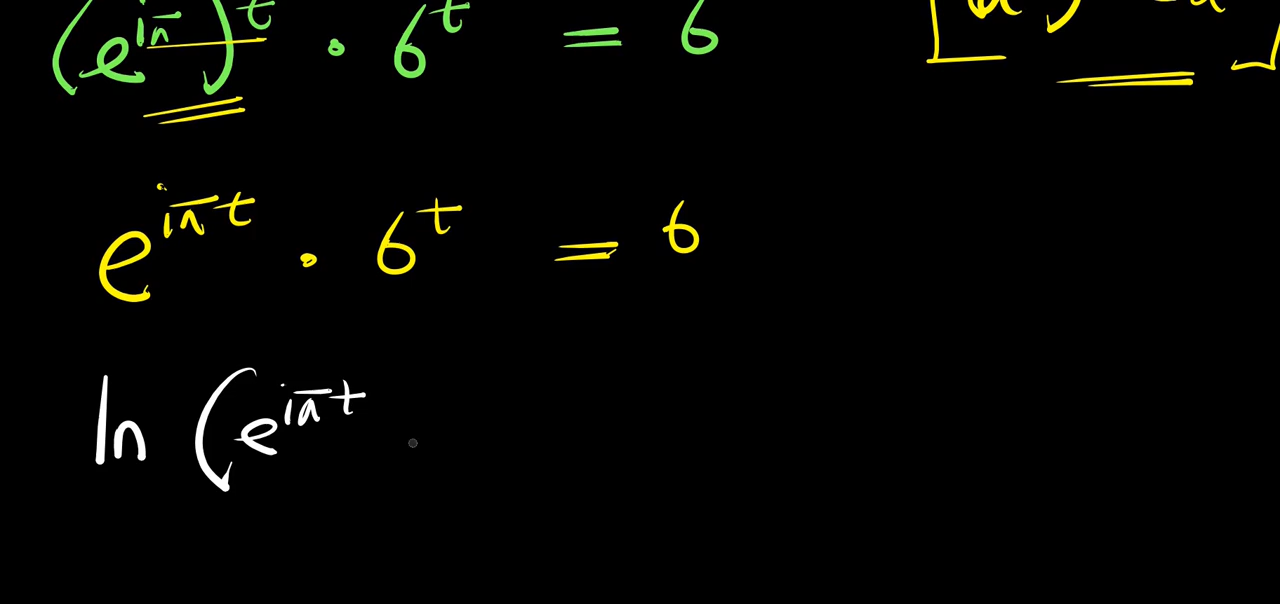 (e^{iπ})^t · 6^t = 6
e^{iπt} · 6^t = 6
ln (e^{iπt}